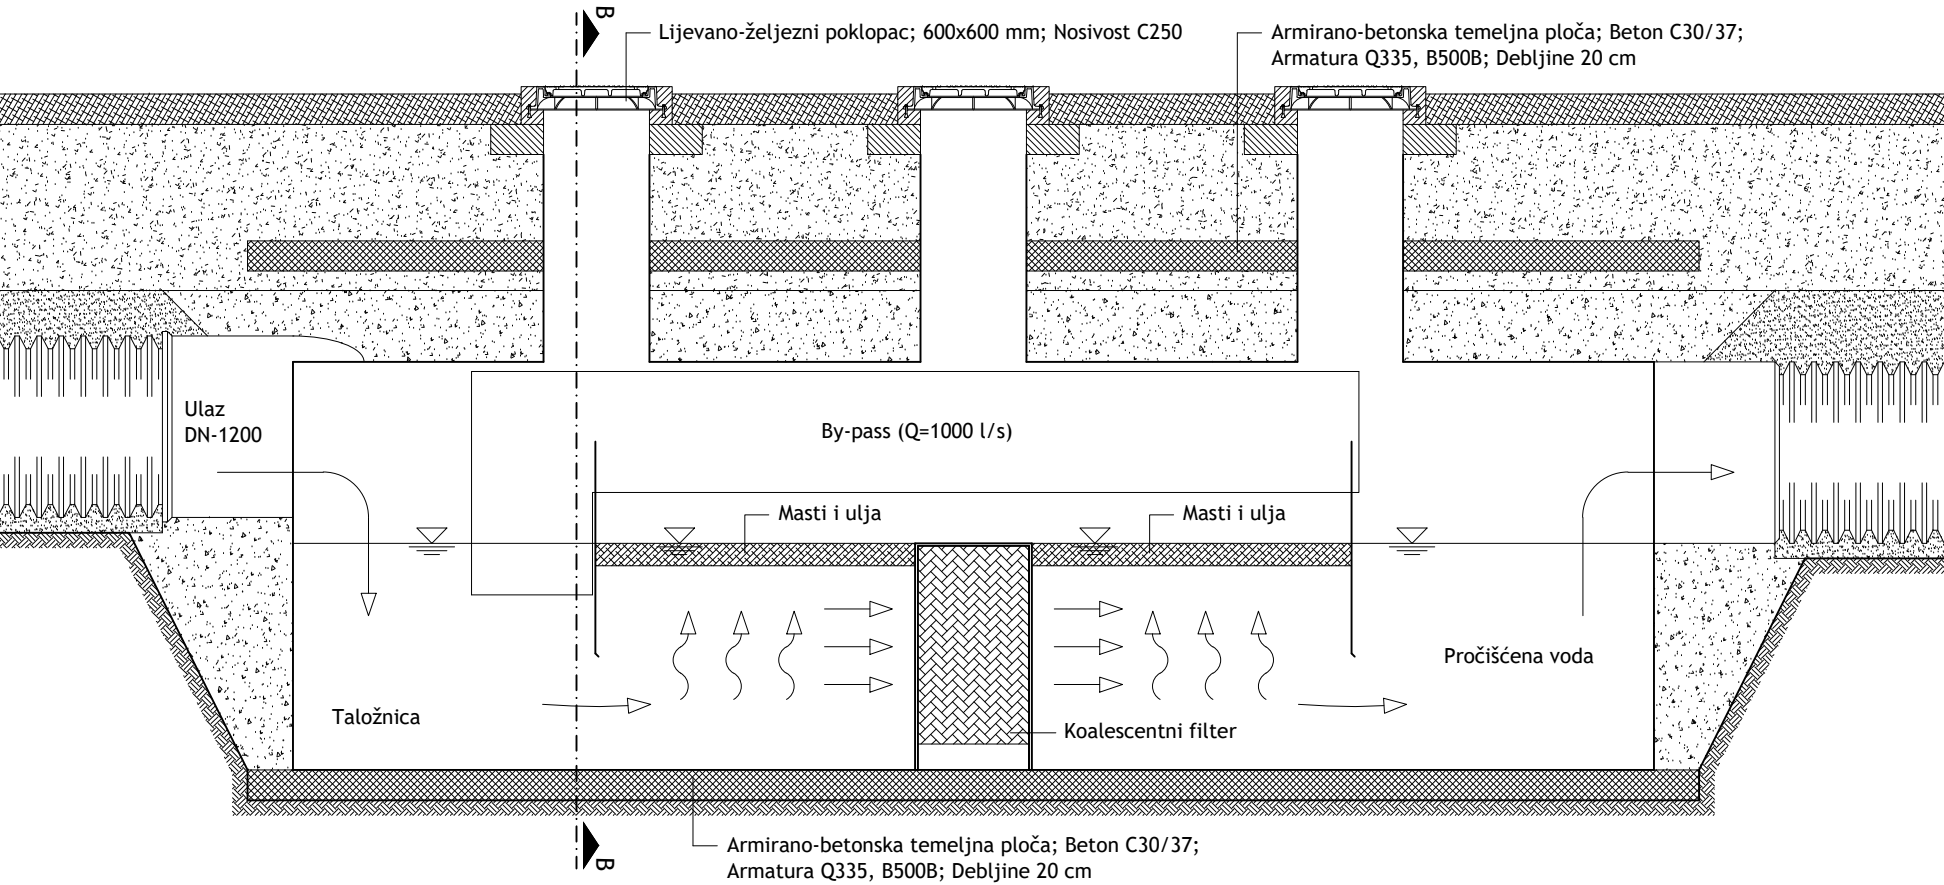 B
Lijevano-željezni poklopac; 600x600 mm; Nosivost C250
Armirano-betonska temeljna ploča; Beton C30/37;
Armatura Q335, B500B; Debljine 20 cm
Ulaz
DN-1200
By-pass (Q=1000 l/s)
Masti i ulja
Masti i ulja
Pročišćena voda
Taložnica
Koalescentni filter
Armirano-betonska temeljna ploča; Beton C30/37;
Armatura Q335, B500B; Debljine 20 cm
B